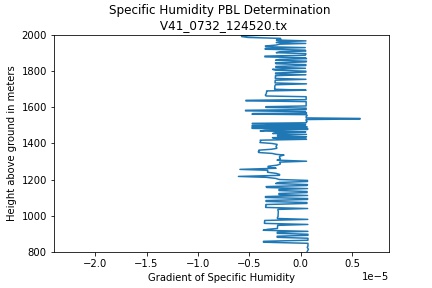 Specific Humidity PBL Determination
V41_0732_124520.tx
2000
1800
1600
1400
1200
1000
800
Height above ground in meters
−2.0
−1.5
−1.0
−0.5
0.0
0.5
1e−5
Gradient of Specific Humidity